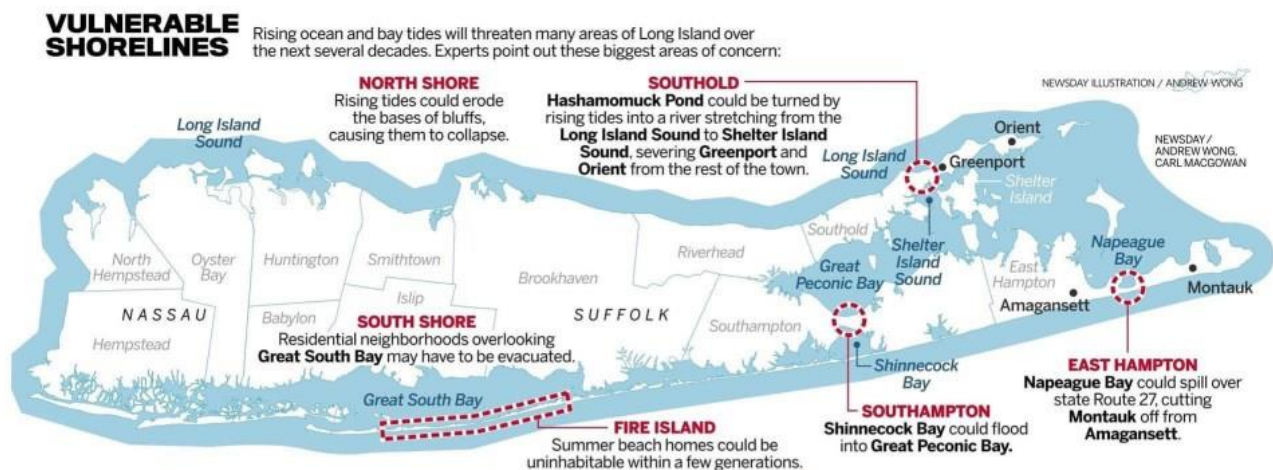 VULNERABLE
SHORELINES
Rising ocean and bay tides will threaten many areas of Long Island over
the next several decades. Experts point out these biggest areas of concern:
NORTH SHORE
Rising tides could erode
the bases of bluffs,
causing them to collapse.
SOUTHOLD
Hashamomuck Pond could be turned by
rising tides into a river stretching from the
Long Island Sound to Shelter Island
Sound, severing Greenport and
Orient from the rest of the town.
NEWSDAY ILLUSTRATION / ANDREW WONG
NEWSDAY /
ANDREW WONG,
CARL MACGOWAN
Long Island
Sound
Long Island
Sound
Orient
Greenport
Shelter
Island
Southold
Shelter
Island
Sound
Napeague
Bay
North
Hempstead
Oyster
Bay
Huntington
Smithtown
Brookhaven
Riverhead
Great
Peconic Bay
East
Hampton
Montauk
Amagansett
Islip
NASSAU
Babylon
SUFFOLK
Southampton
Hempstead
SOUTH SHORE
Residential neighborhoods overlooking
Great South Bay may have to be evacuated.
Shinnecock
Bay
EAST HAMPTON
Napeague Bay could spill over
state Route 27, cutting
Montauk off from
Amagansett.
Great South Bay
SOUTHAMPTON
Shinnecock Bay could flood
into Great Peconic Bay.
FIRE ISLAND
Summer beach homes could be
uninhabitable within a few generations.